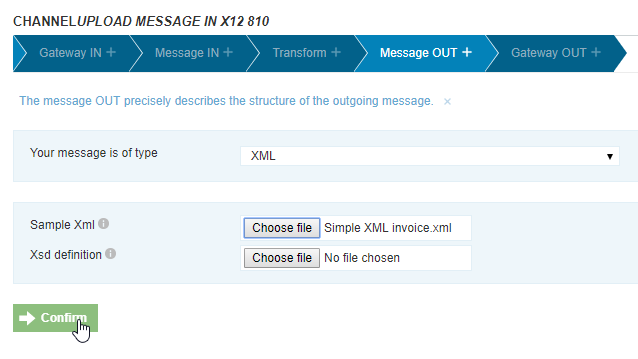 CHANNELUPLOAD MESSAGE IN X12 810
Gateway IN + Message IN + Transform + Message OUT + Gateway OUT +
The message OUT precisely describes the structure of the outgoing message. ×
Your message is of type XML
Sample Xml Choose file Simple XML invoice.xml
Xsd definition Choose file No file chosen
Confirm